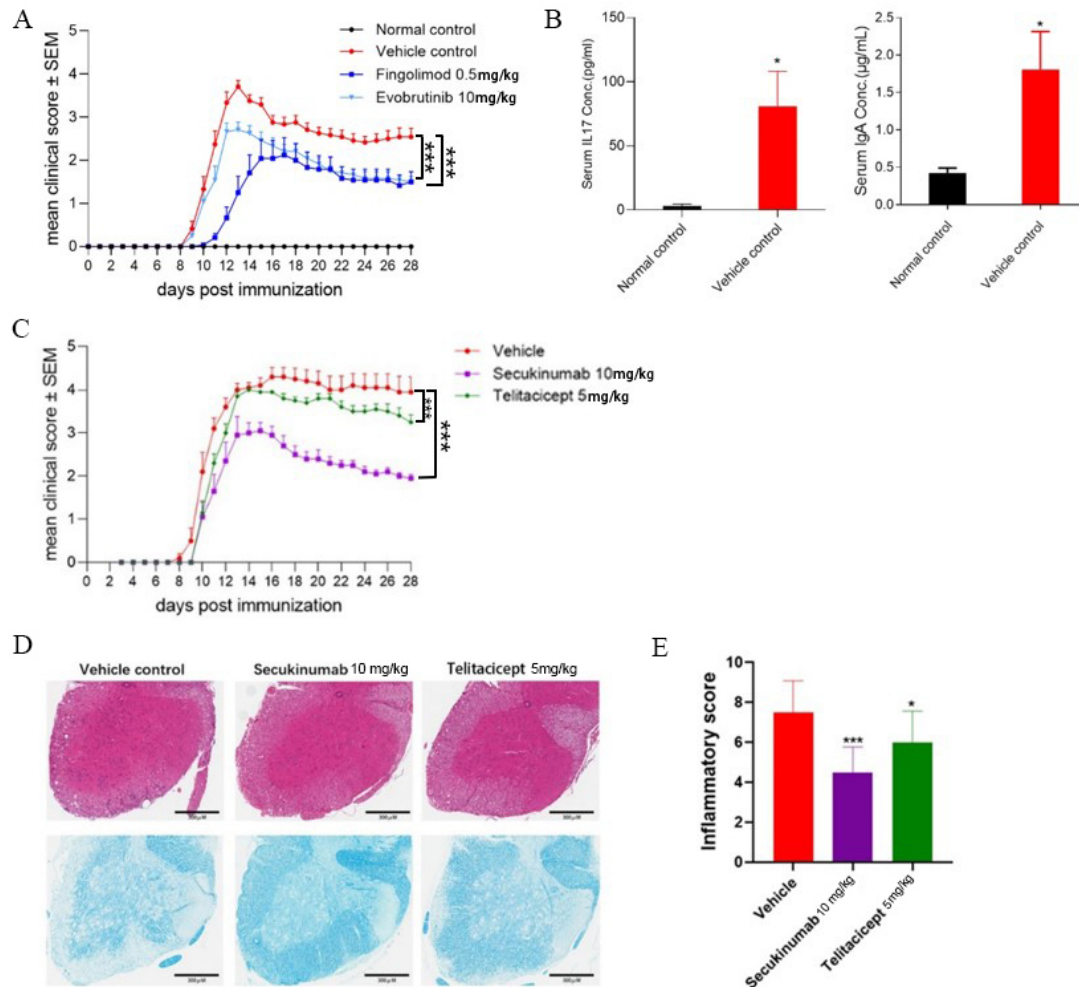 A
mean clinical score ± SEM
5
4
3
2
1
0
0 2 4 6 8 10 12 14 16 18 20 22 24 26 28
days post immunization
Normal control
Vehicle control
Fingolimod 0.5mg/kg
Evobrutinib 10mg/kg
***
***
B
Serum IL17 Conc.(pg/ml)
150
100
50
0
*
Normal control
Vehicle control
Serum IgA Conc.(μg/mL)
2.5
2.0
1.5
1.0
0.5
0.0
*
Normal control
Vehicle control
C
mean clinical score ± SEM
5
4
3
2
1
0
0 2 4 6 8 10 12 14 16 18 20 22 24 26 28
days post immunization
Vehicle
Secukinumab 10mg/kg
Telitacicept 5mg/kg
***
***
D
Vehicle control
Secukinumab 10 mg/kg
Telitacicept 5mg/kg
E
Inflammatory score
10
8
6
4
2
0
***
*
Vehicle
Secukinumab 10 mg/kg
Telitacicept 5mg/kg